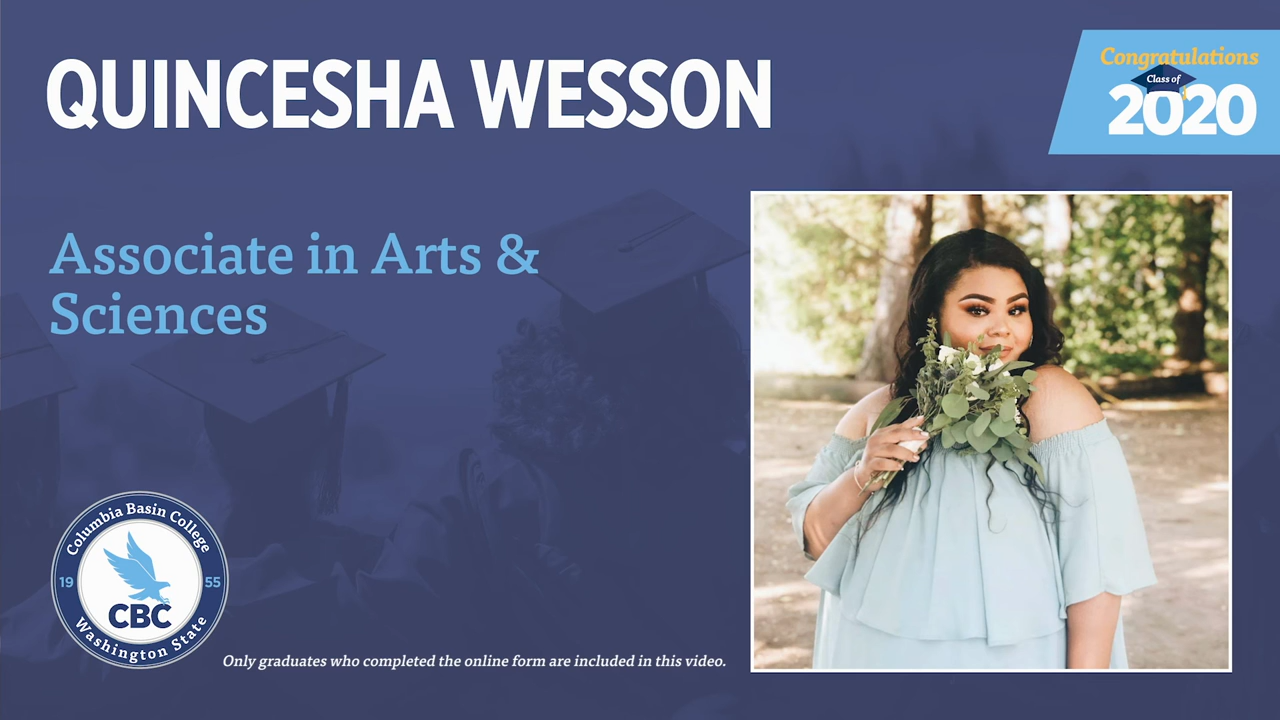 QUINCESHA WESSON
Congratulations
Class of
2020
Associate in Arts &
Sciences
Columbia Basin College
19 55
CBC
Washington State
Only graduates who completed the online form are included in this video.